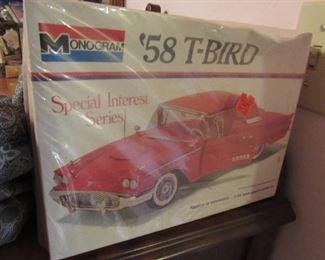 MONOGRAM
'58 T-BIRD
Special Interest
Series